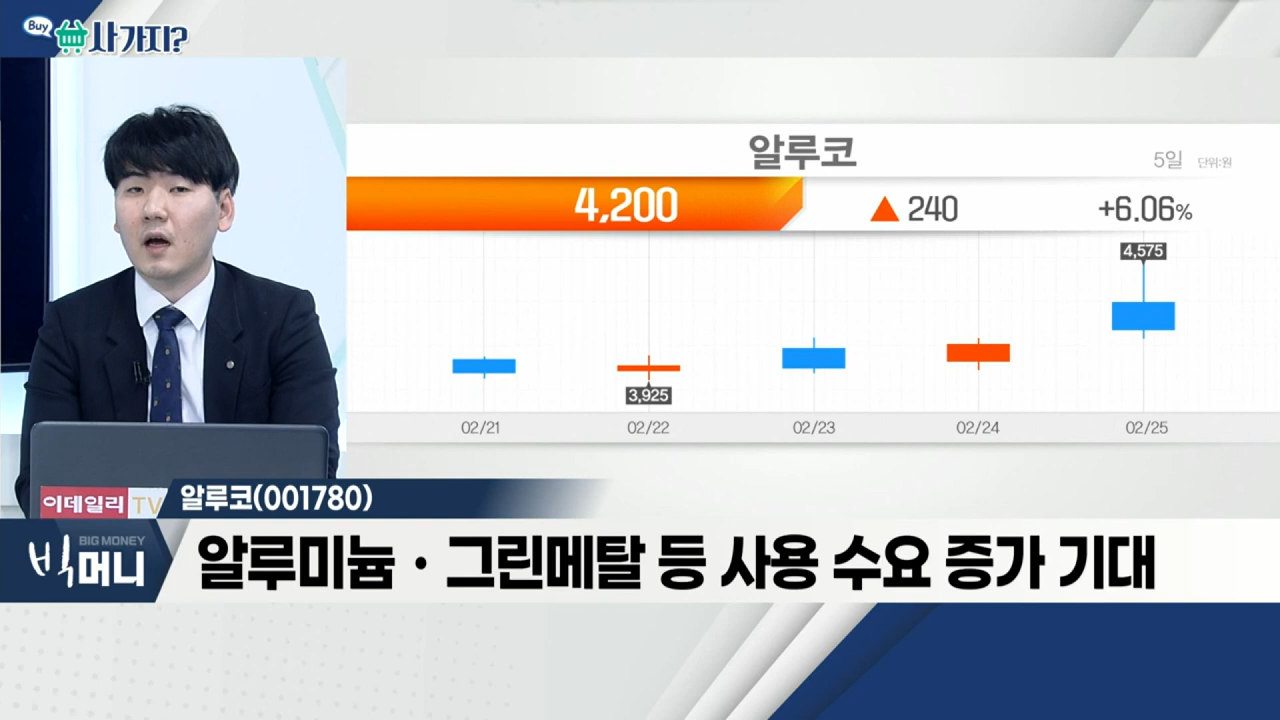 Buy
사가지?
알루코
5일 단위:원
4,200 ▲ 240 +6.06%
4,575
3,925
02/21 02/22 02/23 02/24 02/25
이데일리 TV
알루코(001780)
BIG MONEY
빅머니
알루미늄·그린메탈 등 사용 수요 증가 기대